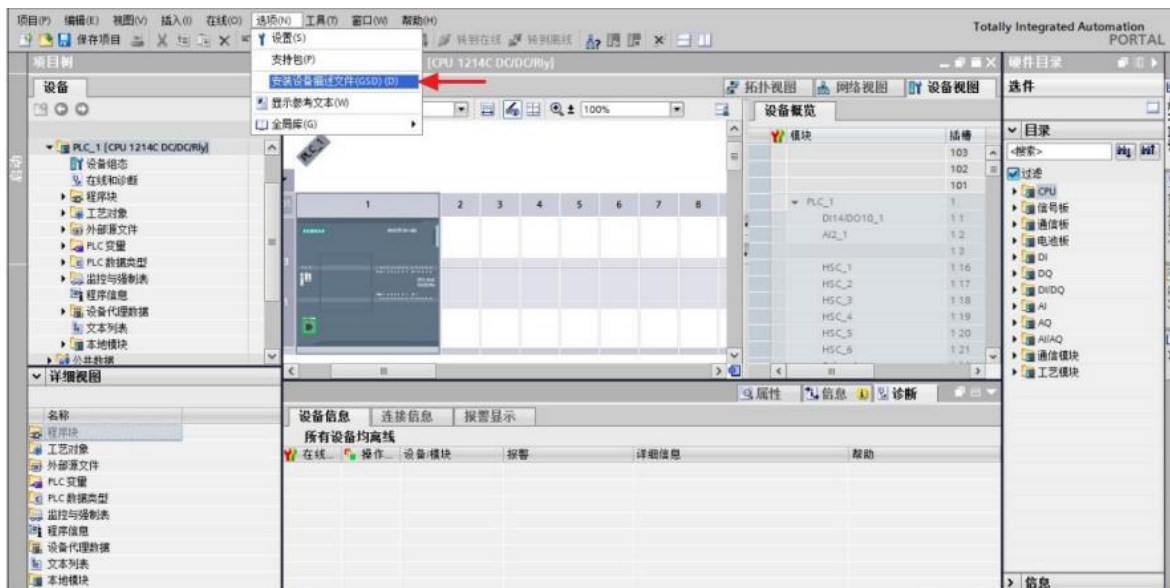 项目(P) 编辑(E) 视图(V) 插入(I) 在线(O) 选项(N) 工具(T) 窗口(W) 帮助(H)
Totally Integrated Automation
PORTAL
保存项目
转到在线
转到离线
设置(S)
支持包(P)
安装设备描述文件(GSD) (D)
显示参考文本(W)
全局库(G)
项目树
[CPU 1214C DC/DC/Rly]
硬件目录
设备
拓扑视图
网络视图
设备视图
选件
100%
设备概览
模块
插槽
目录
<搜索>
过滤
PLC_1 [CPU 1214C DC/DC/Rly]
设备组态
在线和诊断
程序块
工艺对象
外部源文件
PLC 变量
PLC 数据类型
监控与强制表
程序信息
设备代理数据
文本列表
本地模块
公共数据
PLC_1
1 2 3 4 5 6 7 8
SIEMENS
103
102
101
PLC_1 1
DI14/DO10_1 1 1
AI2_1 1 2
1 3
HSC_1 1 16
HSC_2 1 17
HSC_3 1 18
HSC_4 1 19
HSC_5 1 20
HSC_6 1 21
CPU
信号板
通信板
电池板
DI
DQ
DI/DQ
AI
AQ
AI/AQ
通信模块
工艺模块
详细视图
名称
程序块
工艺对象
外部源文件
PLC 变量
PLC 数据类型
监控与强制表
程序信息
设备代理数据
文本列表
本地模块
属性
信息
诊断
设备信息
连接信息
报警显示
所有设备均离线
在线... 操作... 设备/模块 报警 详细信息 帮助
信息